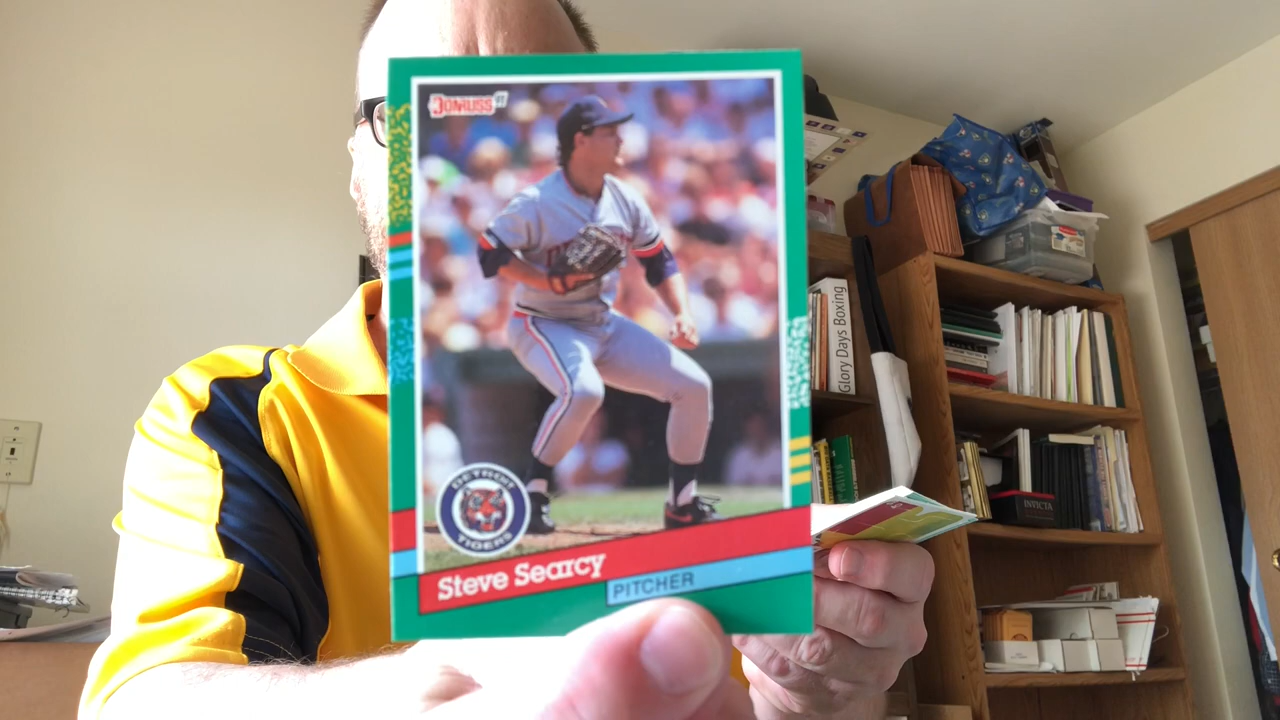 DONRUSS '91
DETROIT
TIGERS
Steve Searcy
PITCHER
Glory Days Boxing
INVICTA